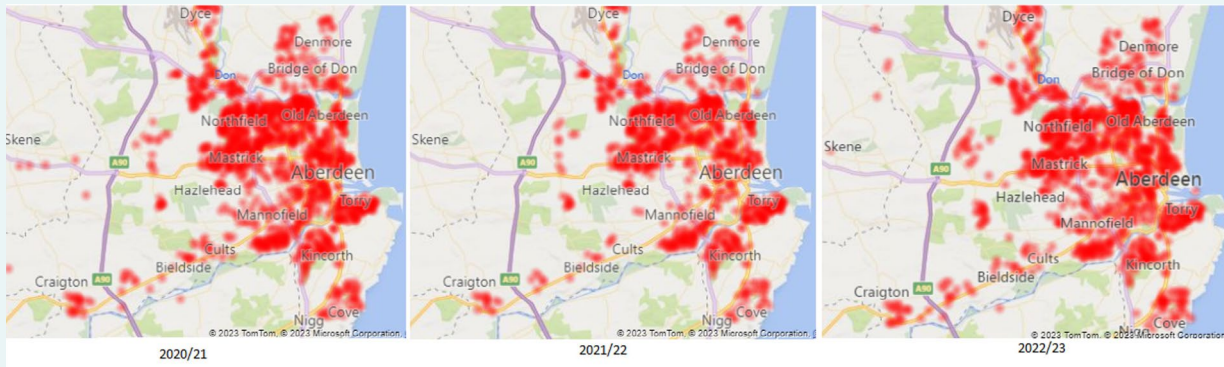 Dyce
Denmore
Don
Bridge of Don
Northfield
Old Aberdeen
Skene
A90
Mastrick
Aberdeen
Hazlehead
Torry
Mannofield
Cults
Kincorth
Bieldside
Craigton
A90
Cove
Nigg
© 2023 TomTom, © 2023 Microsoft Corporation,
2020/21
Dyce
Denmore
Don
Bridge of Don
Northfield
Old Aberdeen
Skene
A90
Mastrick
Aberdeen
Hazlehead
Torry
Mannofield
Cults
Kincorth
Bieldside
Craigton
A90
Cove
Nigg
© 2023 TomTom, © 2023 Microsoft Corporation,
2021/22
Dyce
Denmore
Don
Bridge of Don
Northfield
Old Aberdeen
Skene
A90
Mastrick
Aberdeen
Hazlehead
Torry
Mannofield
Cults
Kincorth
Bieldside
Craigton
A90
Cove
Nigg
© 2023 TomTom, © 2023 Microsoft Corporation
2022/23